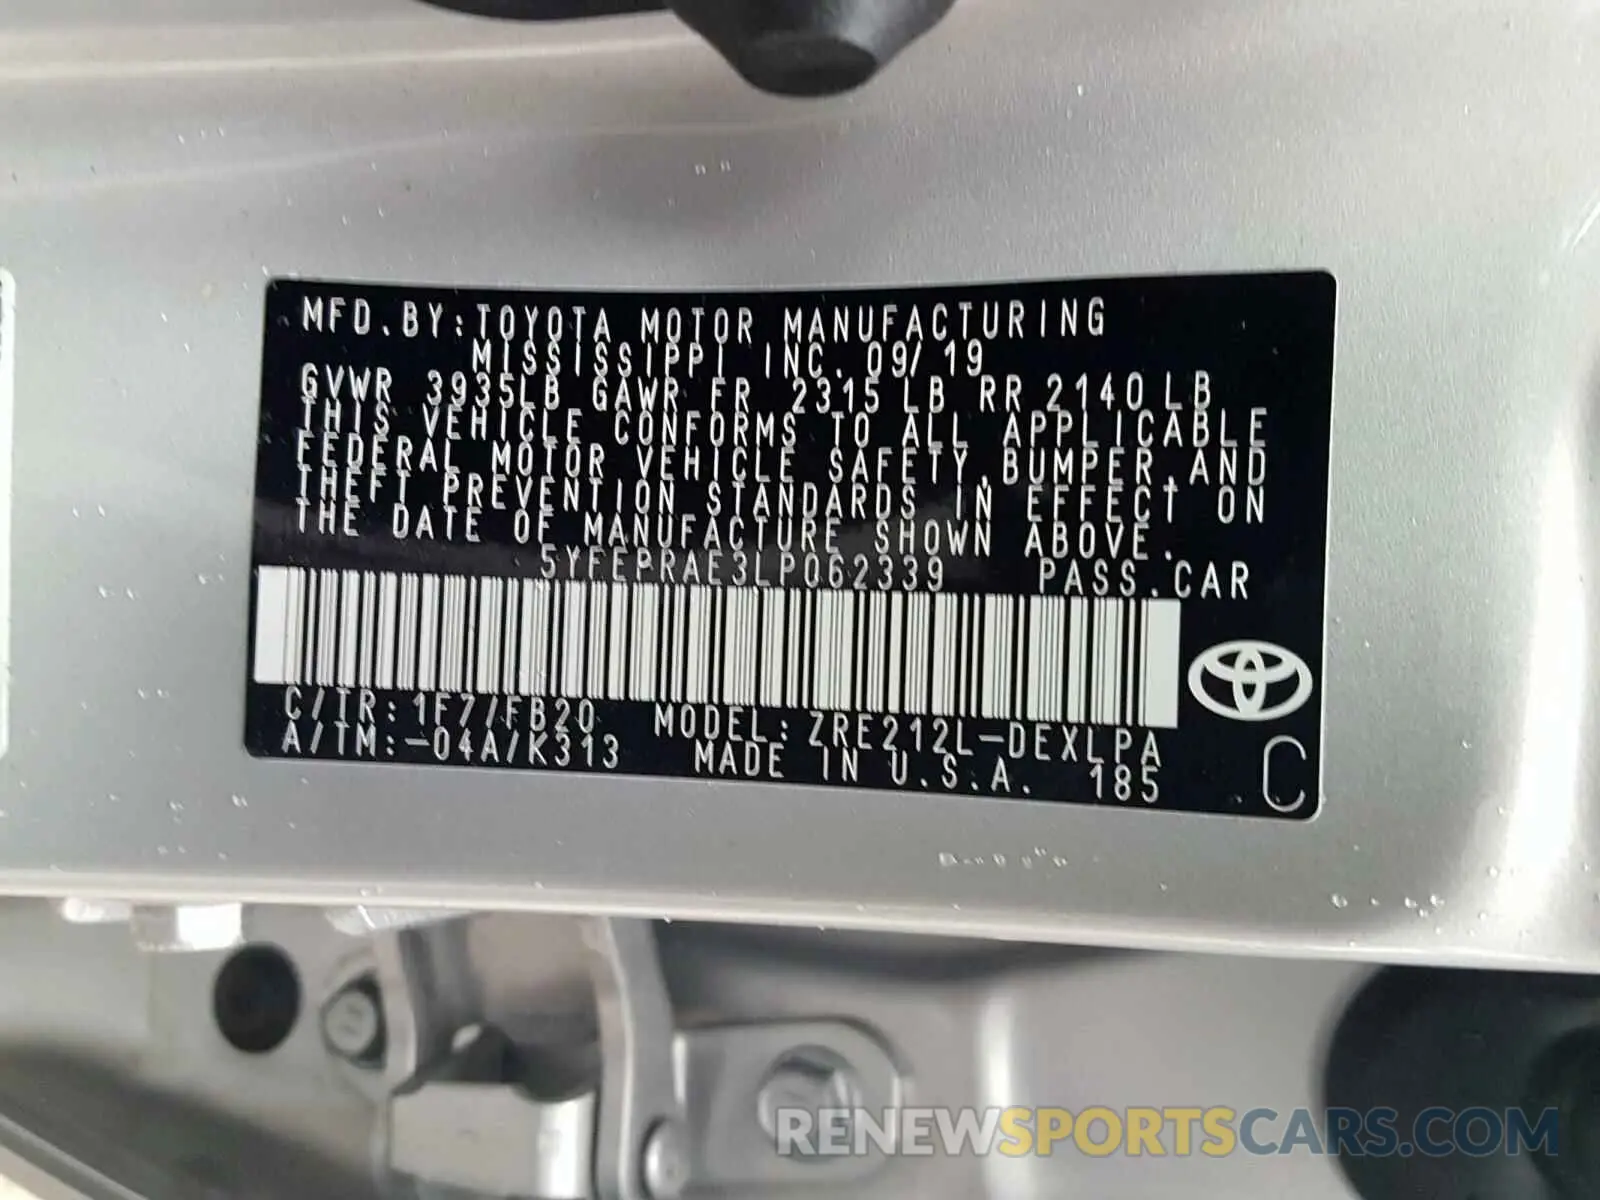 MFD.BY:TOYOTA MOTOR MANUFACTURING
MISSISSIPPI INC. 09/19
GVWR 3935LB GAWR FR 2315 LB RR 2140 LB
THIS VEHICLE CONFORMS TO ALL APPLICABLE
FEDERAL MOTOR VEHICLE SAFETY,BUMPER,AND
THEFT PREVENTION STANDARDS IN EFFECT ON
THE DATE OF MANUFACTURE SHOWN ABOVE.
5YFEPRAE3LP062339 PASS.CAR
C/TR:1F7/FB20 MODEL:ZRE212L-DEXLPA
A/TM:-04A/K313 MADE IN U.S.A. 185
C
RENEWSPORTSCARS.COM